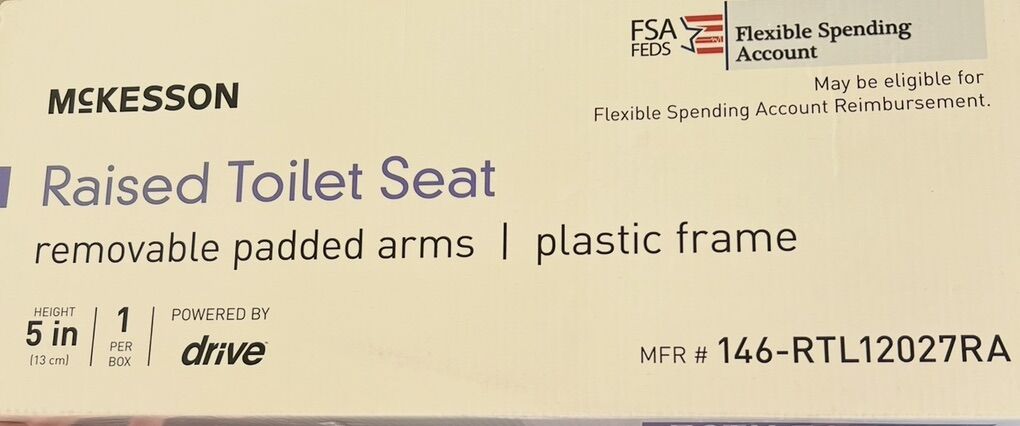 FSA
FEDS
Flexible Spending
Account
May be eligible for
Flexible Spending Account Reimbursement.
McKESSON
Raised Toilet Seat
removable padded arms | plastic frame
HEIGHT
5 in
(13 cm)
1
PER
BOX
POWERED BY
drive
MFR # 146-RTL12027RA